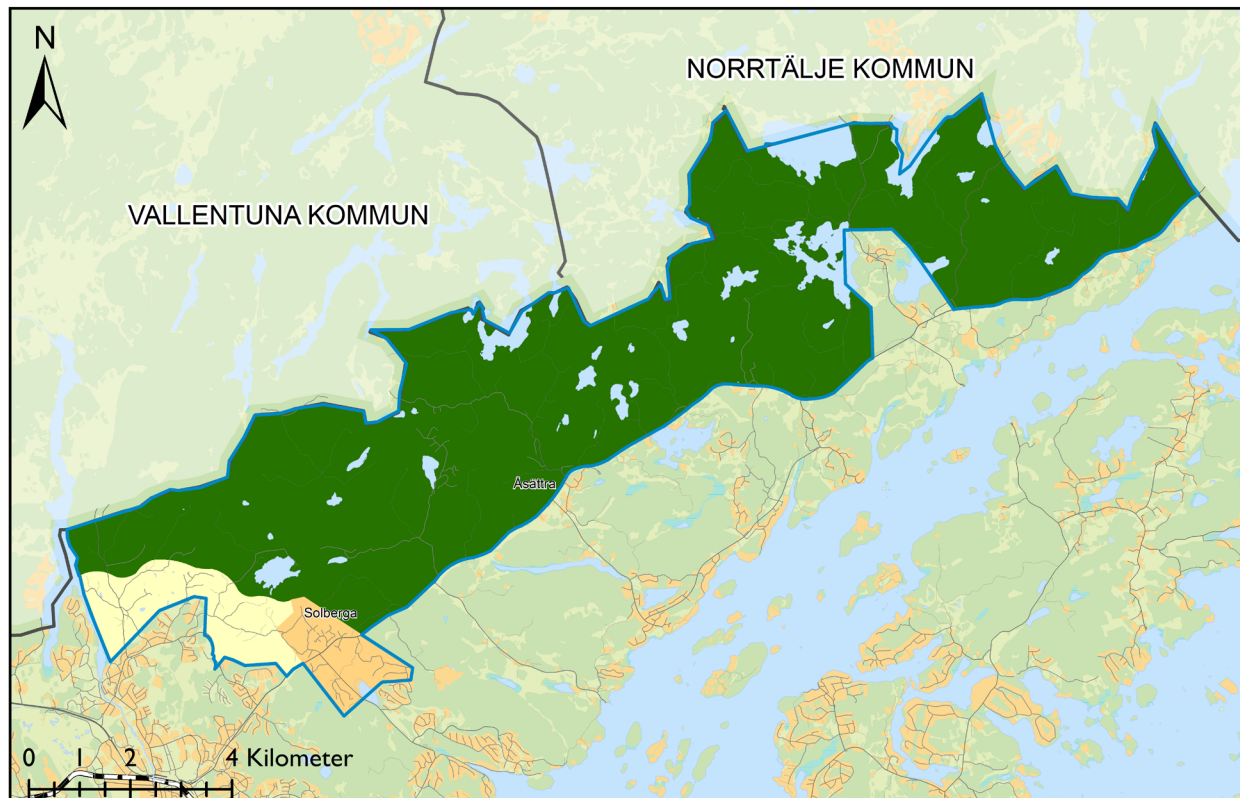 N
NORRTÄLJE KOMMUN
VALLENTUNA KOMMUN
Åsättra
Solberga
0 1 2 4 Kilometer